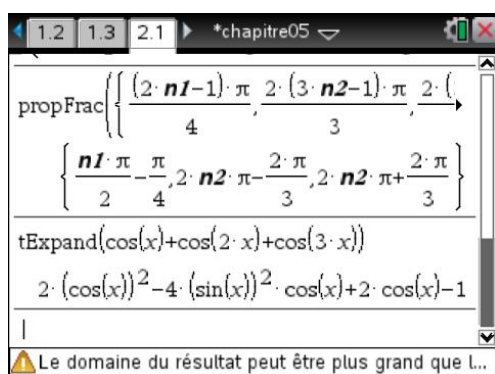 1.2 1.3 2.1 *chapitre05
propFrac({{(2·n1−1)·π/4, 2·(3·n2−1)·π/3, 2·(
{n1·π/2−π/4, 2·n2·π−2·π/3, 2·n2·π+2·π/3}
tExpand(cos(x)+cos(2·x)+cos(3·x))
2·(cos(x))²−4·(sin(x))²·cos(x)+2·cos(x)−1
Le domaine du résultat peut être plus grand que l...